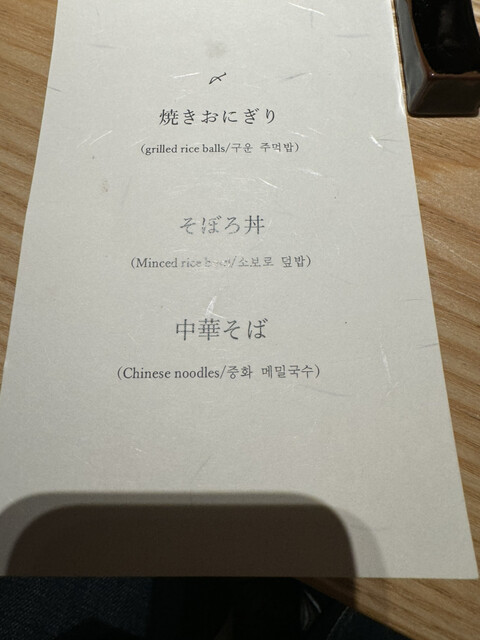 〆
焼きおにぎり
(grilled rice balls/구운 주먹밥)
そぼろ丼
(Minced rice /소보로 덮밥)
中華そば
(Chinese noodles/중화 메밀국수)